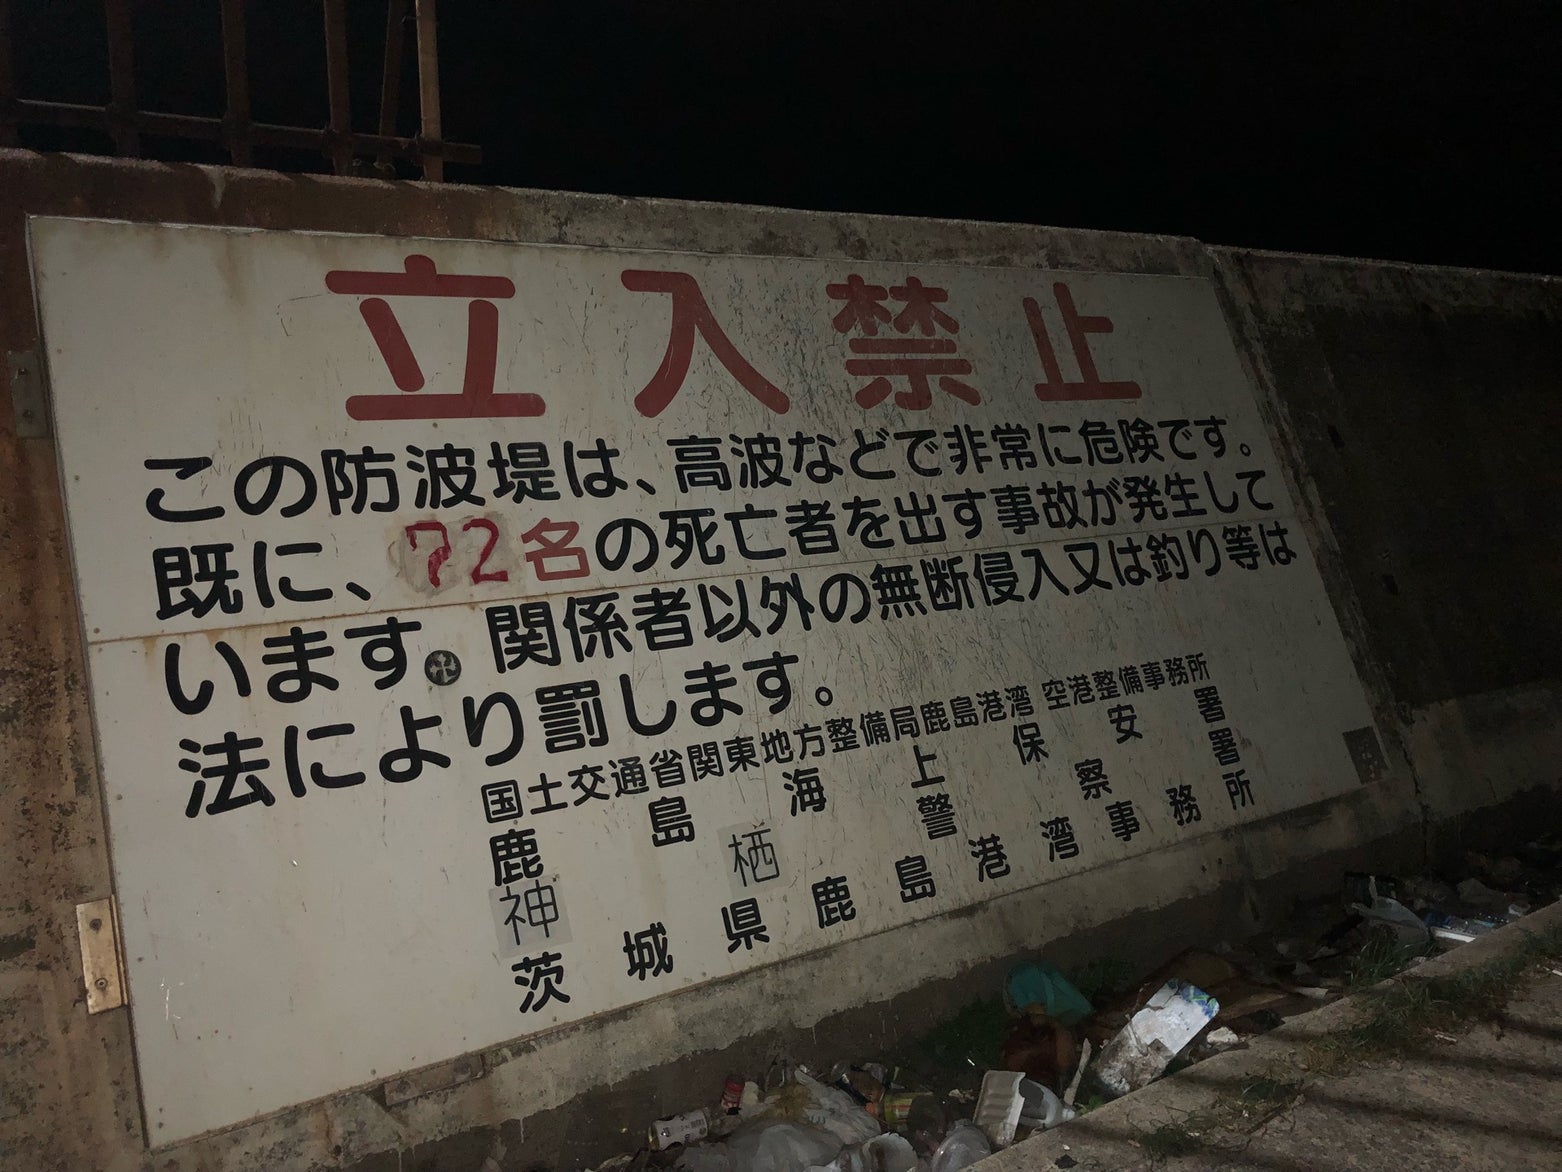 立入禁止
この防波堤は、高波などで非常に危険です。
既に、72名の死亡者を出す事故が発生して
います。関係者以外の無断侵入又は釣り等は
法により罰します。
国土交通省関東地方整備局鹿島港湾 空港整備事務所
鹿島海上保安署
神栖警察署
茨城県鹿島港湾事務所